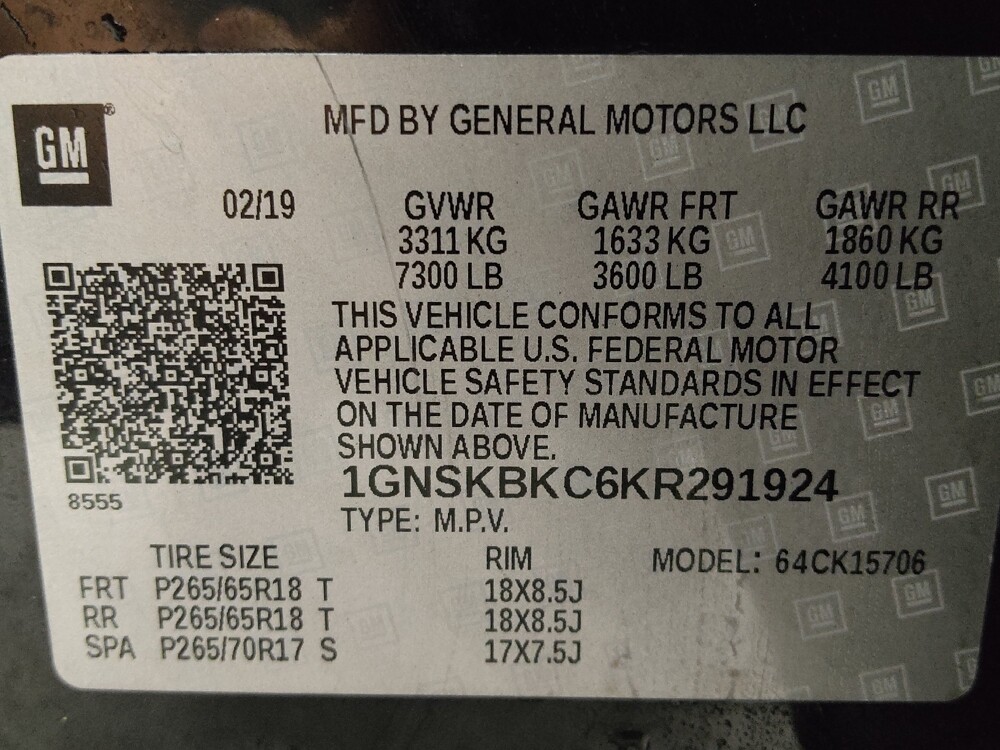 GM
MFD BY GENERAL MOTORS LLC
02/19 GVWR GAWR FRT GAWR RR
3311 KG 1633 KG 1860 KG
7300 LB 3600 LB 4100 LB
THIS VEHICLE CONFORMS TO ALL
APPLICABLE U.S. FEDERAL MOTOR
VEHICLE SAFETY STANDARDS IN EFFECT
ON THE DATE OF MANUFACTURE
SHOWN ABOVE.
1GNSKBKC6KR291924
8555
TYPE: M.P.V.
TIRE SIZE RIM MODEL: 64CK15706
FRT P265/65R18 T 18X8.5J
RR P265/65R18 T 18X8.5J
SPA P265/70R17 S 17X7.5J